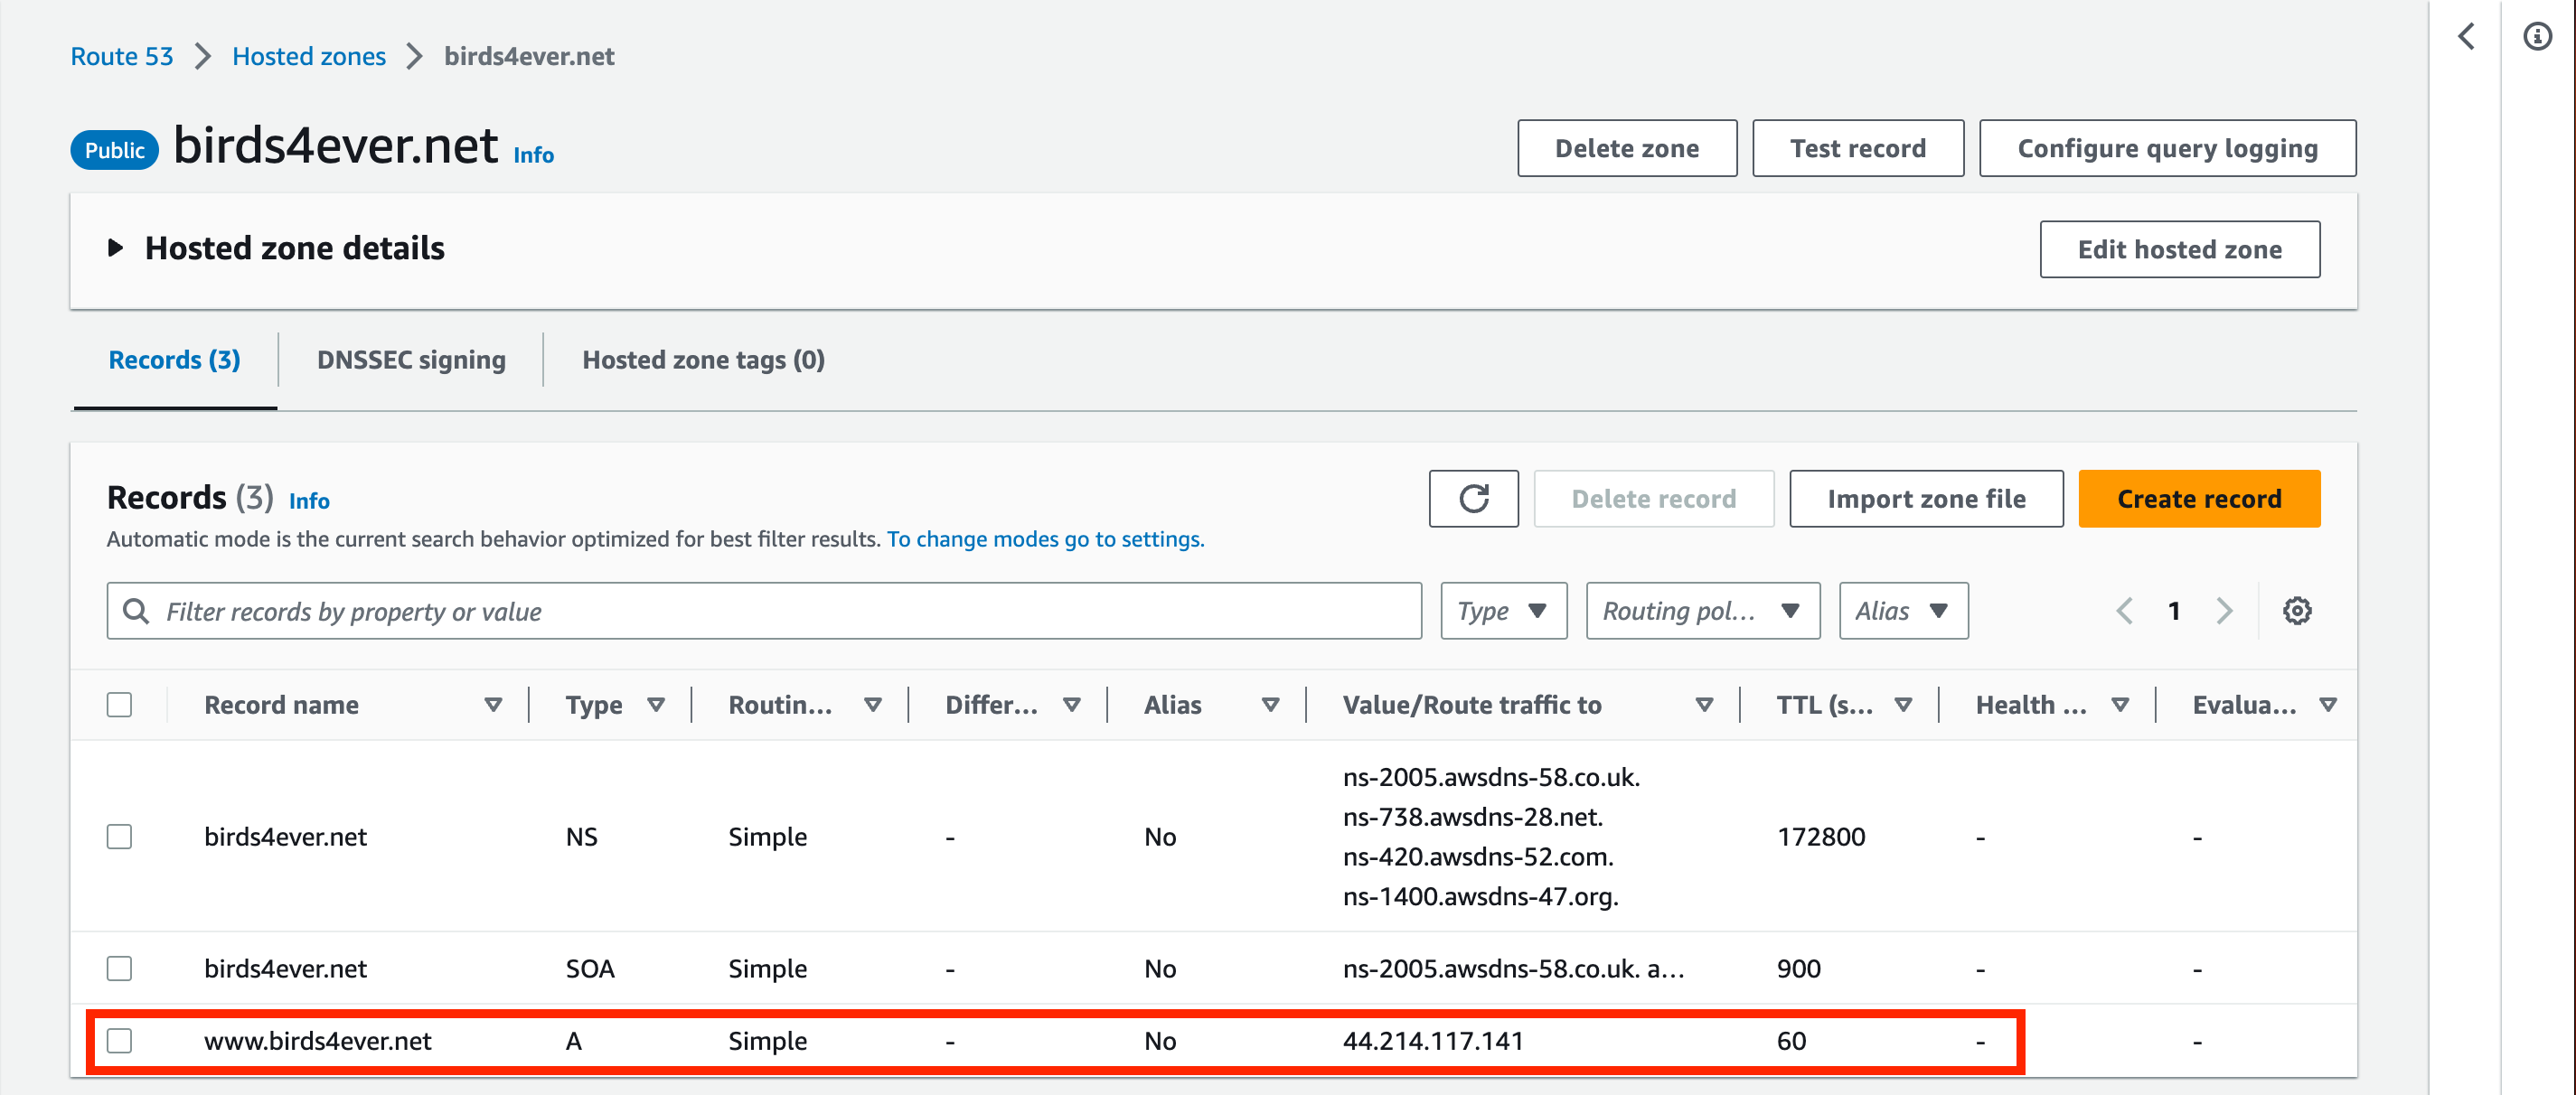 Route 53 > Hosted zones > birds4ever.net
Public birds4ever.net Info
Delete zone Test record Configure query logging
Hosted zone details
Edit hosted zone
Records (3) DNSSEC signing Hosted zone tags (0)
Records (3) Info
Delete record Import zone file Create record
Automatic mode is the current search behavior optimized for best filter results. To change modes go to settings.
Filter records by property or value Type Routing pol... Alias 1
Record name Type Routin... Differ... Alias Value/Route traffic to TTL (s... Health ... Evalua...
birds4ever.net NS Simple - No ns-2005.awsdns-58.co.uk.
ns-738.awsdns-28.net.
ns-420.awsdns-52.com.
ns-1400.awsdns-47.org. 172800 - -
birds4ever.net SOA Simple - No ns-2005.awsdns-58.co.uk. a... 900 - -
www.birds4ever.net A Simple - No 44.214.117.141 60 - -